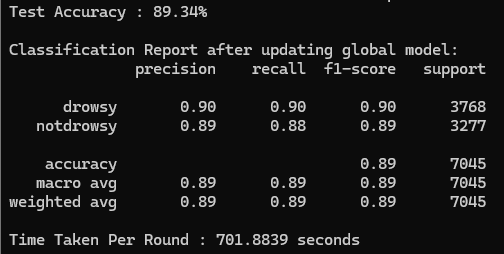 Test Accuracy : 89.34%
Classification Report after updating global model:
precision recall f1-score support
drowsy 0.90 0.90 0.90 3768
notdrowsy 0.89 0.88 0.89 3277
accuracy 0.89 7045
macro avg 0.89 0.89 0.89 7045
weighted avg 0.89 0.89 0.89 7045
Time Taken Per Round : 701.8839 seconds